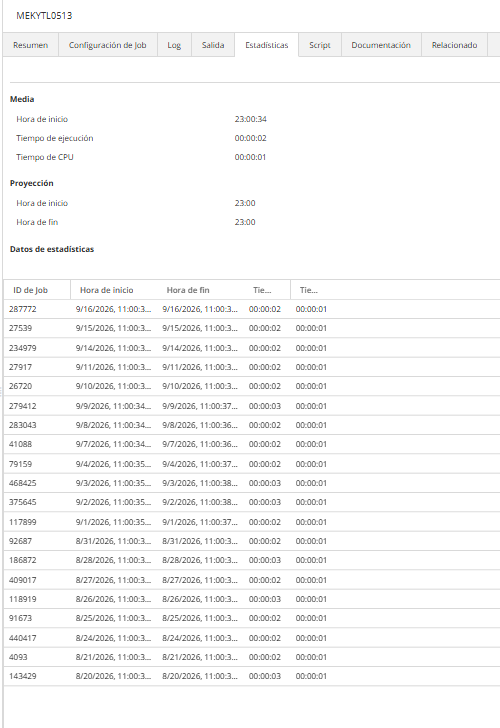 MEKYTL0513
Resumen Configuración de Job Log Salida Estadísticas Script Documentación Relacionado
Media
Hora de inicio 23:00:34
Tiempo de ejecución 00:00:02
Tiempo de CPU 00:00:01
Proyección
Hora de inicio 23:00
Hora de fin 23:00
Datos de estadísticas
ID de Job Hora de inicio Hora de fin Tie... Tie...
287772 9/16/2026, 11:00:3... 9/16/2026, 11:00:3... 00:00:02 00:00:01
27539 9/15/2026, 11:00:3... 9/15/2026, 11:00:3... 00:00:02 00:00:01
234979 9/14/2026, 11:00:3... 9/14/2026, 11:00:3... 00:00:02 00:00:01
27917 9/11/2026, 11:00:3... 9/11/2026, 11:00:3... 00:00:02 00:00:01
26720 9/10/2026, 11:00:3... 9/10/2026, 11:00:3... 00:00:02 00:00:01
279412 9/9/2026, 11:00:34... 9/9/2026, 11:00:37... 00:00:03 00:00:01
283043 9/8/2026, 11:00:34... 9/8/2026, 11:00:36... 00:00:02 00:00:01
41088 9/7/2026, 11:00:34... 9/7/2026, 11:00:36... 00:00:02 00:00:01
79159 9/4/2026, 11:00:35... 9/4/2026, 11:00:37... 00:00:02 00:00:01
468425 9/3/2026, 11:00:35... 9/3/2026, 11:00:38... 00:00:03 00:00:01
375645 9/2/2026, 11:00:35... 9/2/2026, 11:00:38... 00:00:03 00:00:01
117899 9/1/2026, 11:00:35... 9/1/2026, 11:00:37... 00:00:02 00:00:01
92687 8/31/2026, 11:00:3... 8/31/2026, 11:00:3... 00:00:02 00:00:01
186872 8/28/2026, 11:00:3... 8/28/2026, 11:00:3... 00:00:03 00:00:01
409017 8/27/2026, 11:00:3... 8/27/2026, 11:00:3... 00:00:02 00:00:01
118919 8/26/2026, 11:00:3... 8/26/2026, 11:00:3... 00:00:03 00:00:01
91673 8/25/2026, 11:00:3... 8/25/2026, 11:00:3... 00:00:02 00:00:01
440417 8/24/2026, 11:00:3... 8/24/2026, 11:00:3... 00:00:02 00:00:01
4093 8/21/2026, 11:00:3... 8/21/2026, 11:00:3... 00:00:02 00:00:01
143429 8/20/2026, 11:00:3... 8/20/2026, 11:00:3... 00:00:03 00:00:01